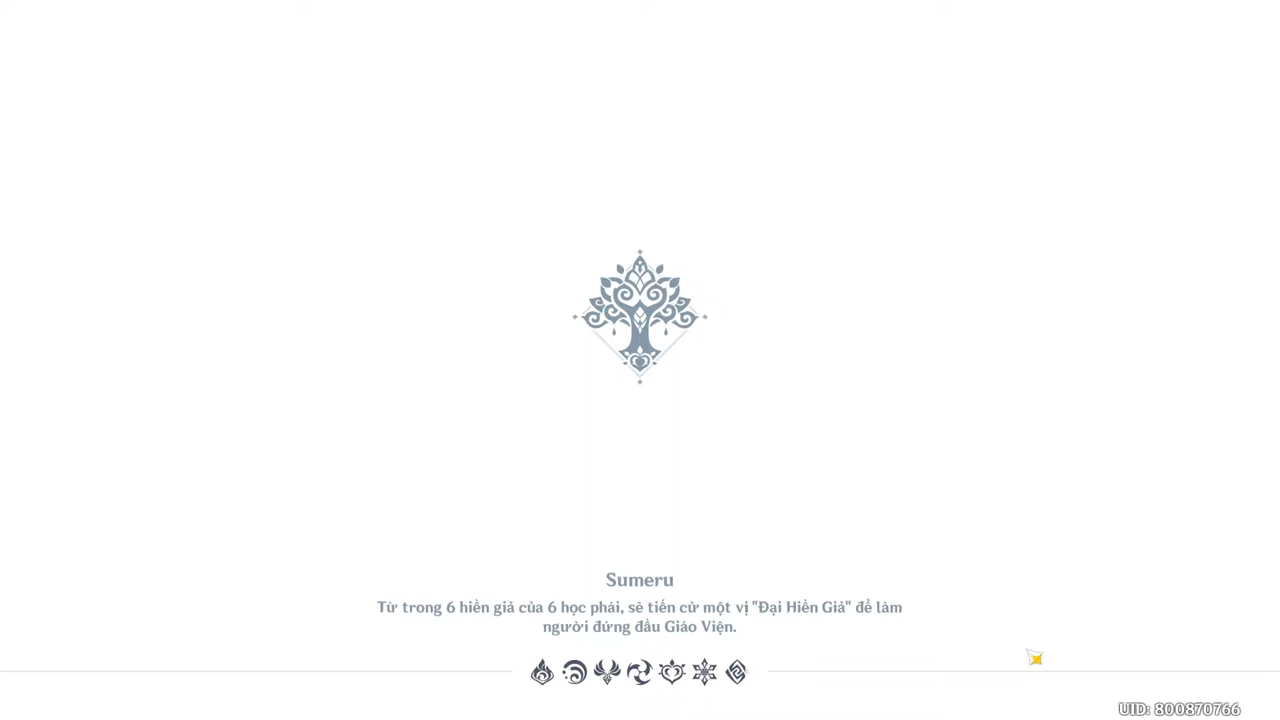 Sumeru
Từ trong 6 hiền giả của 6 học phái, sẽ tiến cử một vị "Đại Hiền Giả" để làm
người đứng đầu Giáo Viện.
UID: 800870766